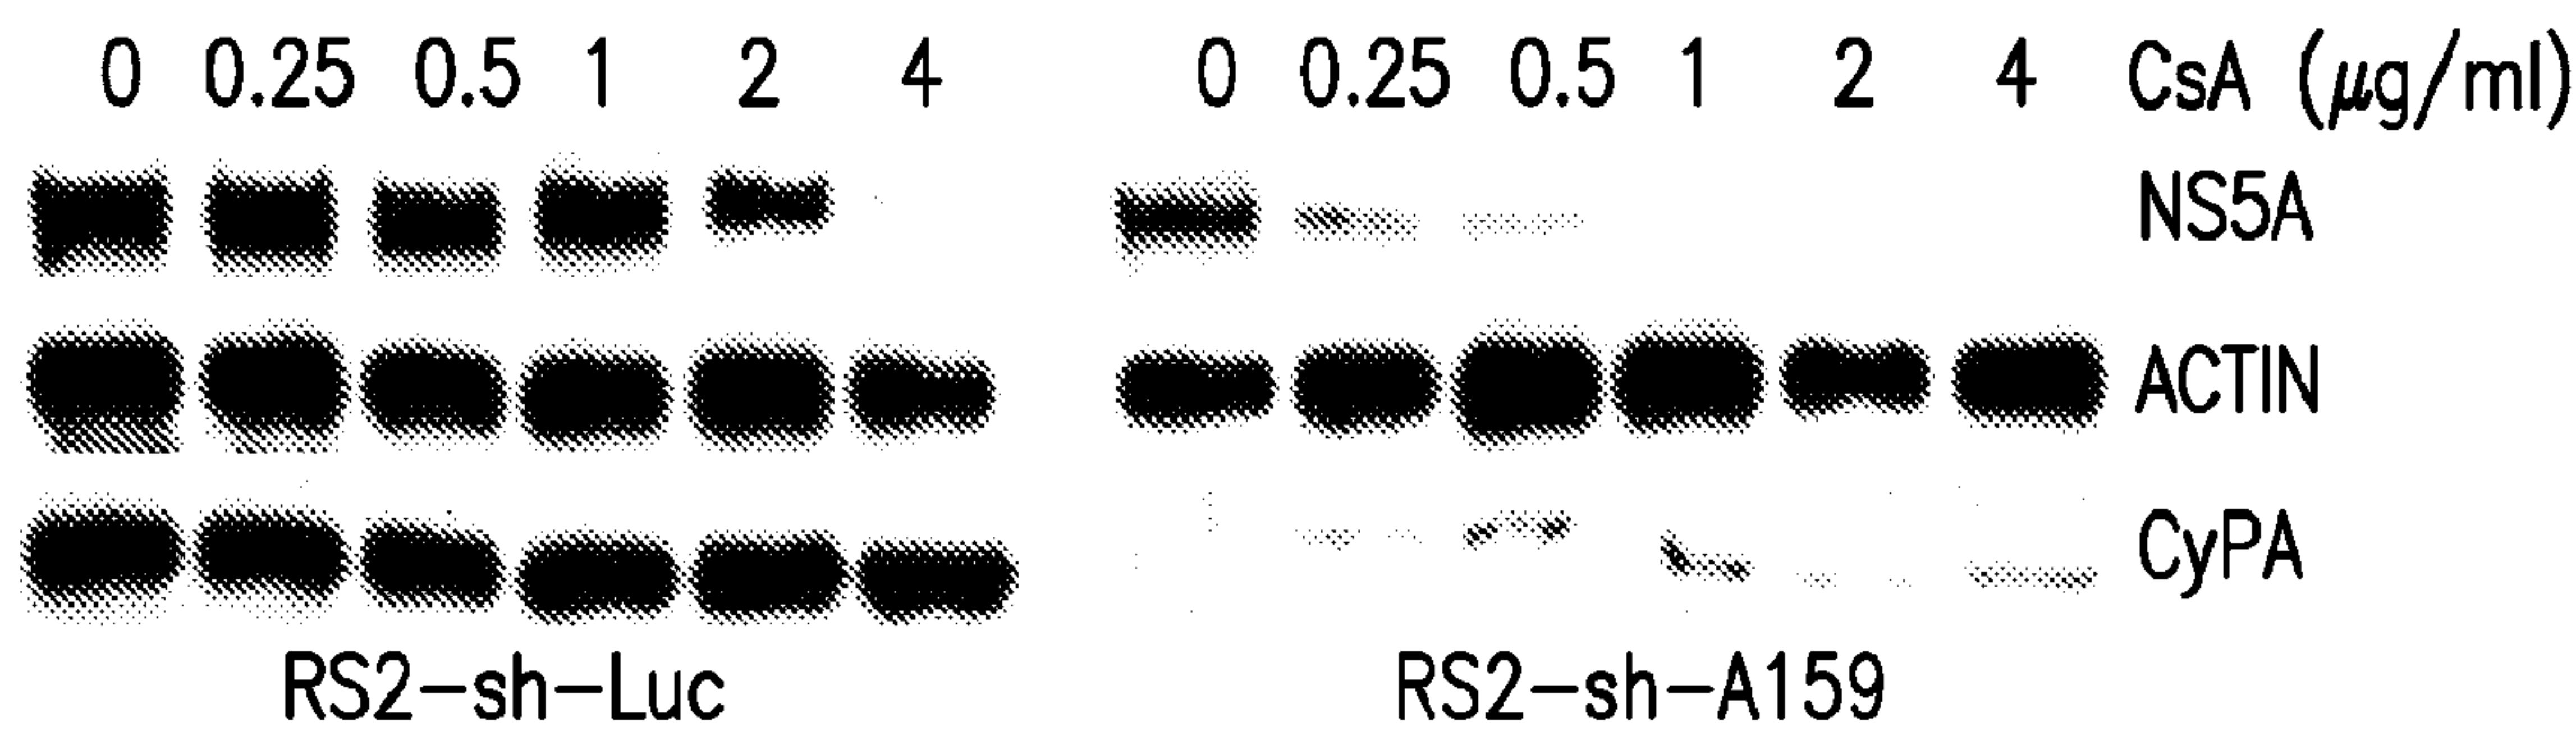 0 0.25 0.5 1 2 4 0 0.25 0.5 1 2 4 CsA (μg/ml)
NS5A
ACTIN
CyPA
RS2-sh-Luc RS2-sh-A159